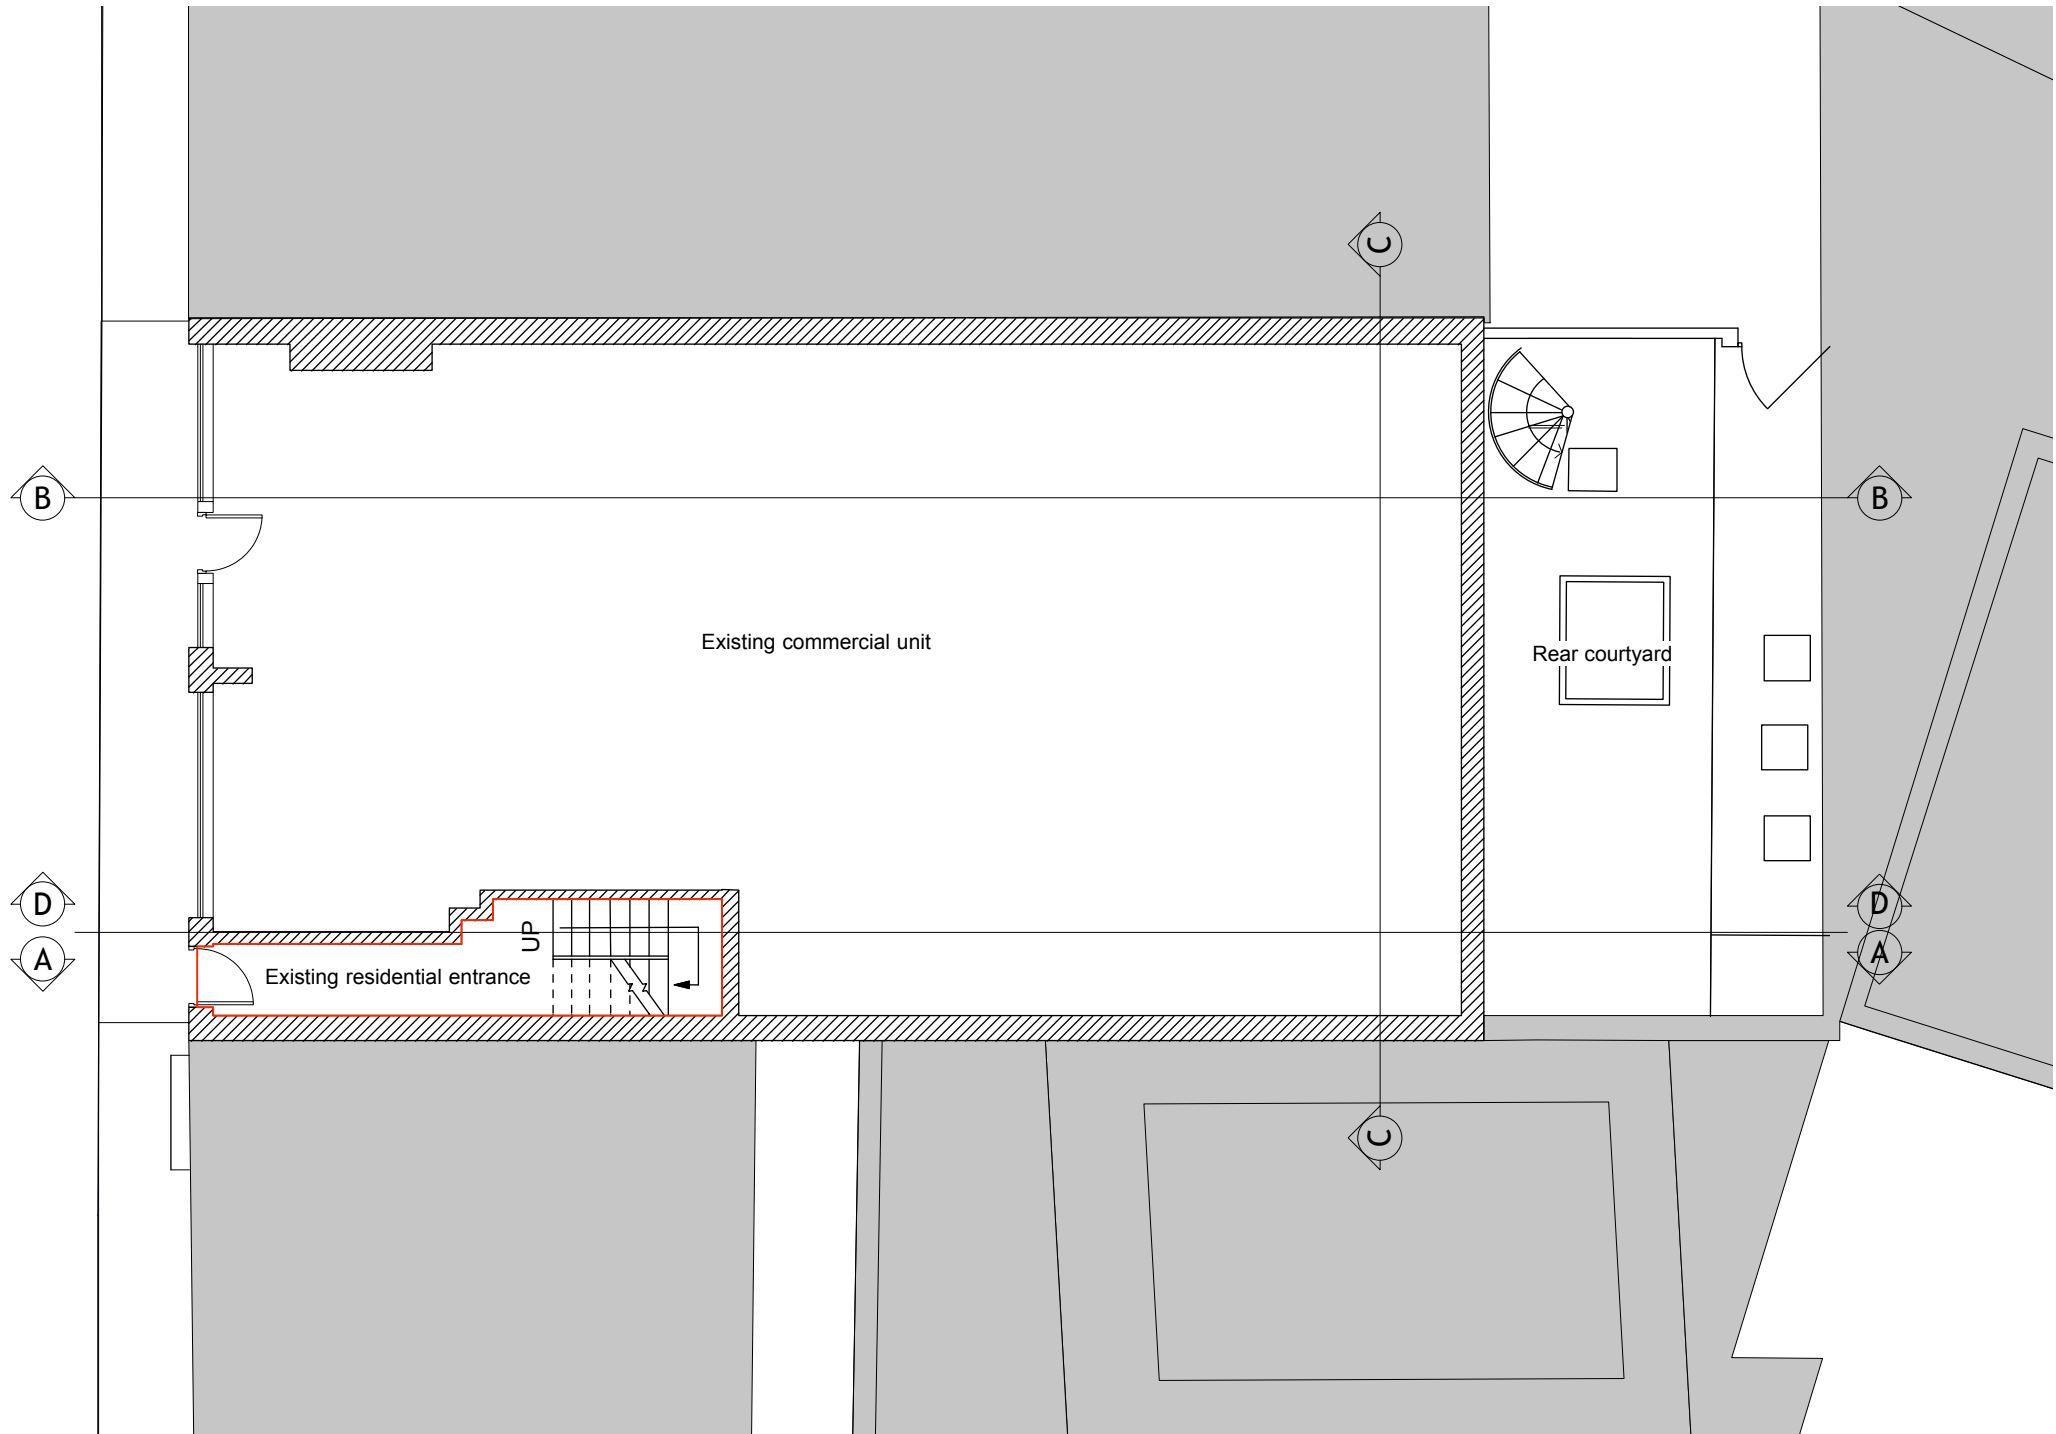 C
B
B
Existing commercial unit
Rear courtyard
D
D
UP
A
A
Existing residential entrance
C